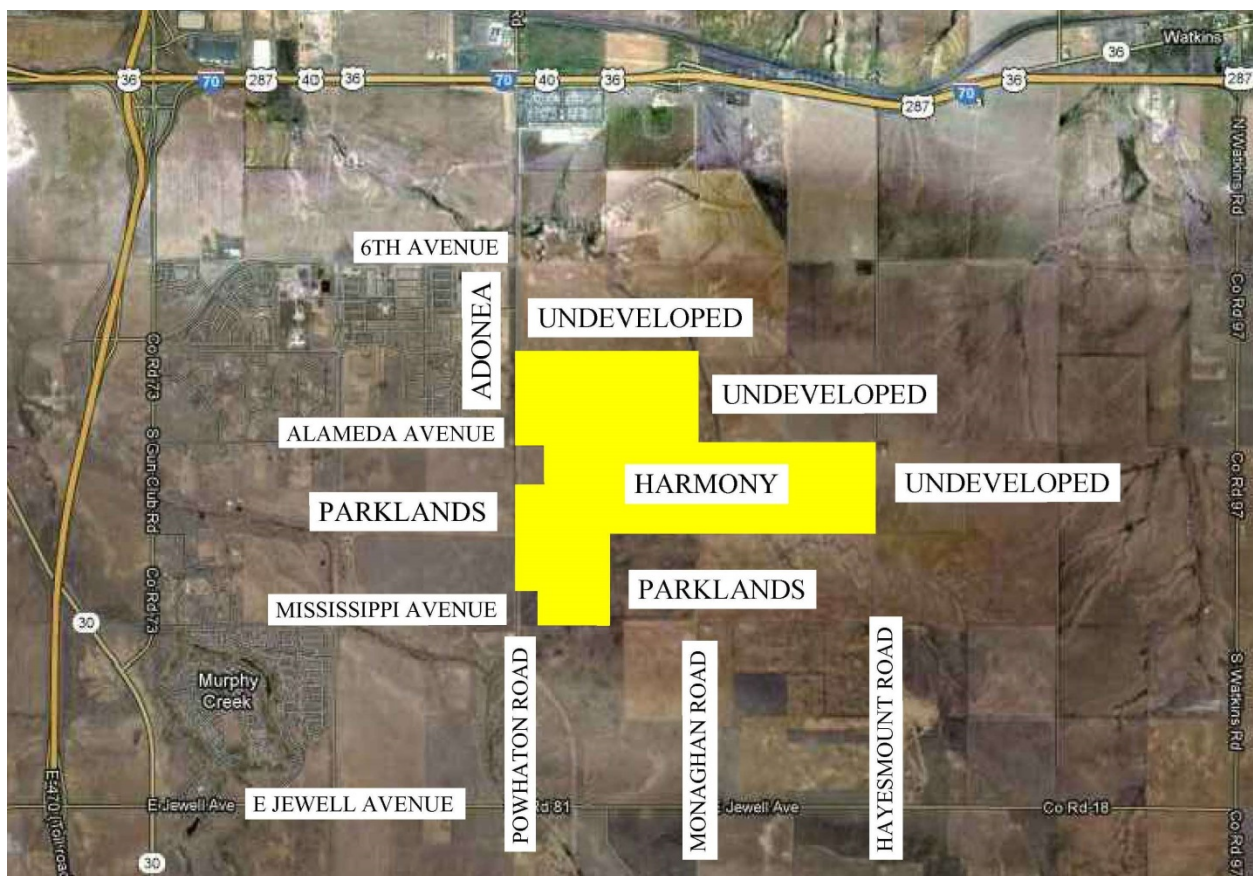 Rd
Watkins
36
36
70
287
40
36
40
36
287
70
36
287
N Watkins Rd
6TH AVENUE
ADONEA
UNDEVELOPED
Co Rd 97
Co Rd 73
UNDEVELOPED
ALAMEDA AVENUE
S Gun Club Rd
HARMONY
UNDEVELOPED
Co Rd 97
PARKLANDS
Co Rd 73
PARKLANDS
MISSISSIPPI AVENUE
30
Murphy
Creek
POWHATON ROAD
MONAGHAN ROAD
HAYESMOUNT ROAD
S Watkins Rd
E-470 (Toll road)
E Jewell Ave
E JEWELL AVENUE
Rd 81
Jewell Ave
Co Rd 18
Co Rd 97
30